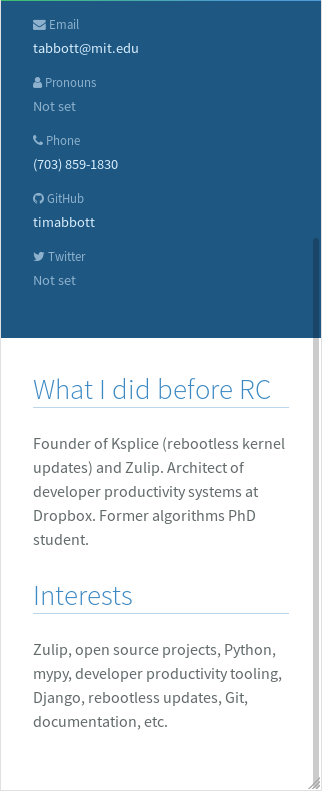 Email
tabbott@mit.edu
Pronouns
Not set
Phone
(703) 859-1830
GitHub
timabbott
Twitter
Not set
What I did before RC
Founder of Ksplice (rebootless kernel
updates) and Zulip. Architect of
developer productivity systems at
Dropbox. Former algorithms PhD
student.
Interests
Zulip, open source projects, Python,
mypy, developer productivity tooling,
Django, rebootless updates, Git,
documentation, etc.